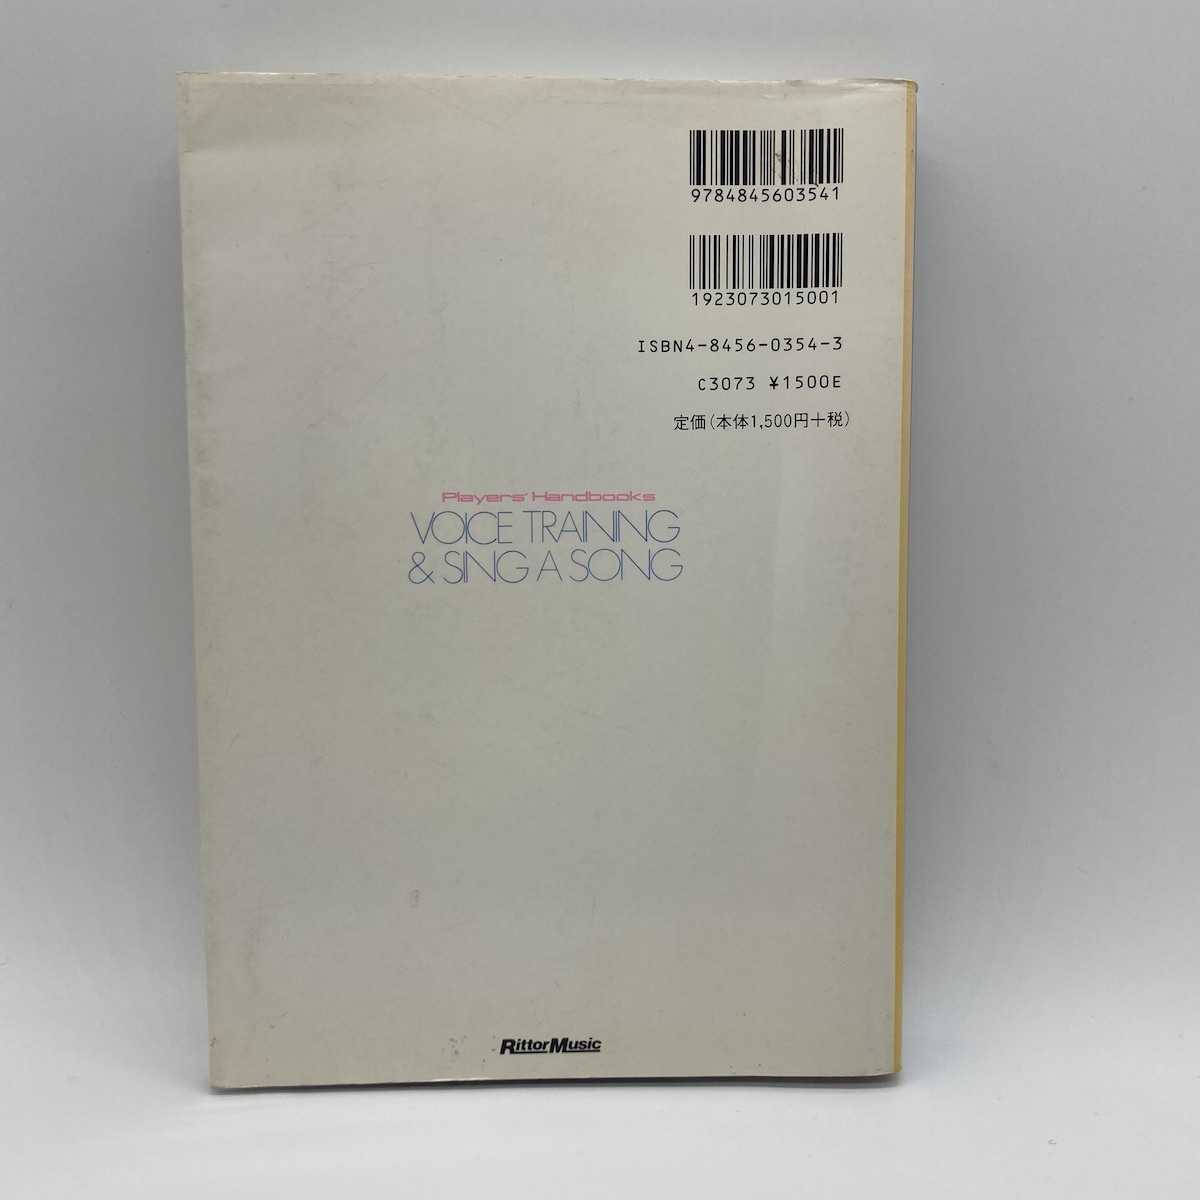 9784845603541
1923073015001
ISBN4-8456-0354-3
C3073 ¥1500E
定価(本体1,500円+税)
Players' Handbooks
VOICE TRAINING
& SING A SONG
RittorMusic